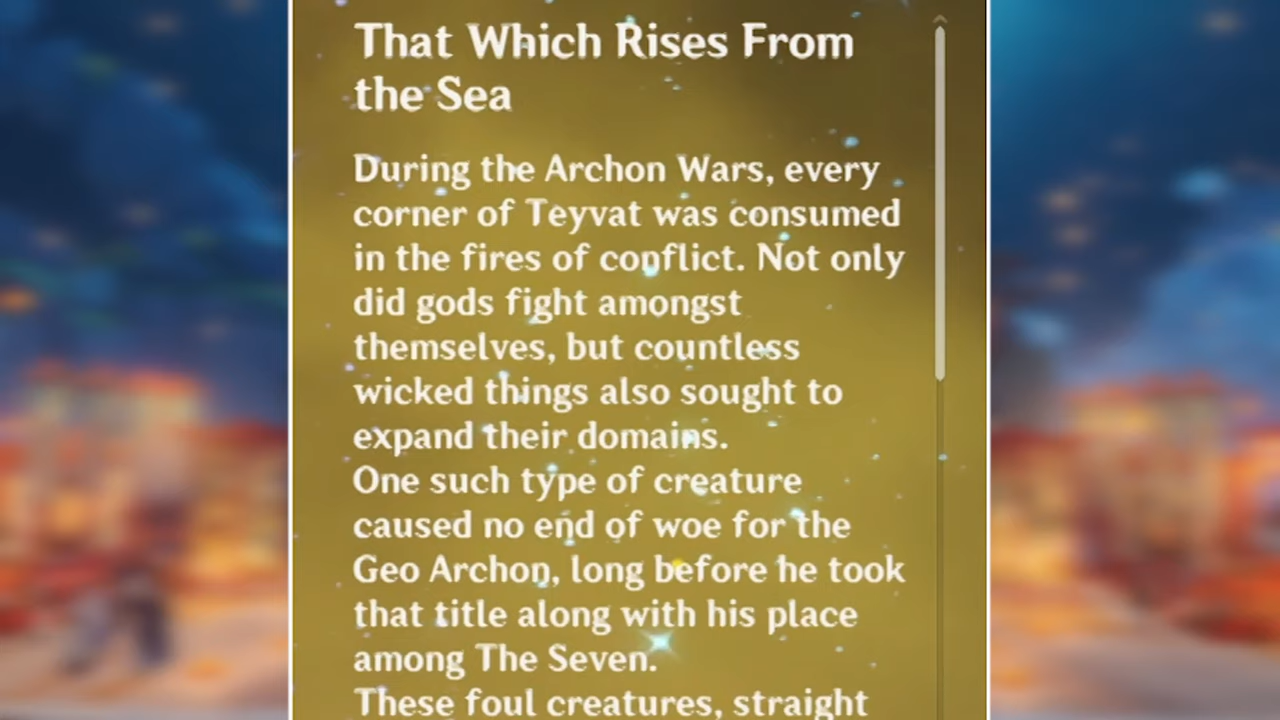 That Which Rises From
the Sea
During the Archon Wars, every
corner of Teyvat was consumed
in the fires of conflict. Not only
did gods fight amongst
themselves, but countless
wicked things also sought to
expand their domains.
One such type of creature
caused no end of woe for the
Geo Archon, long before he took
that title along with his place
among The Seven.
These foul creatures, straight